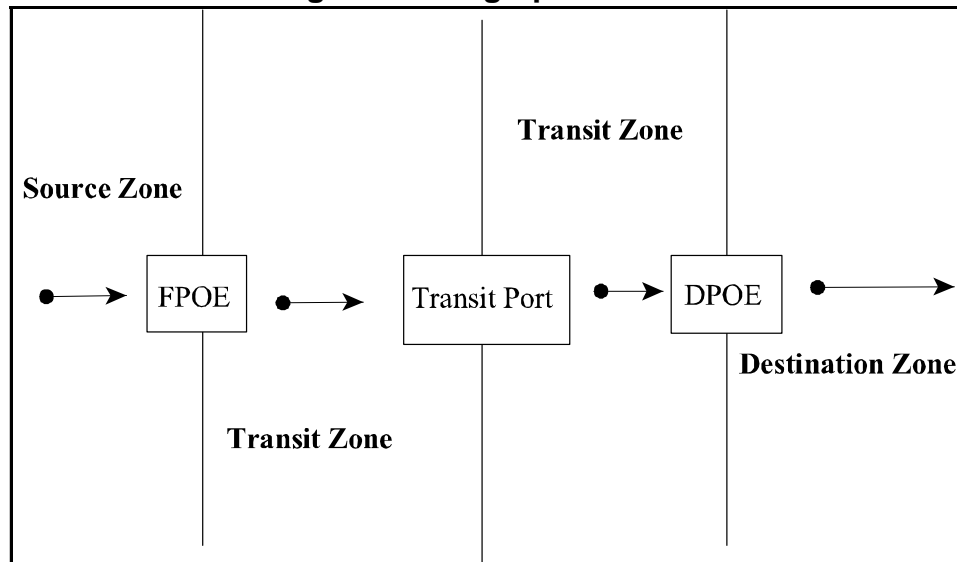 Transit Zone
Source Zone
FPOE
Transit Port
DPOE
Destination Zone
Transit Zone